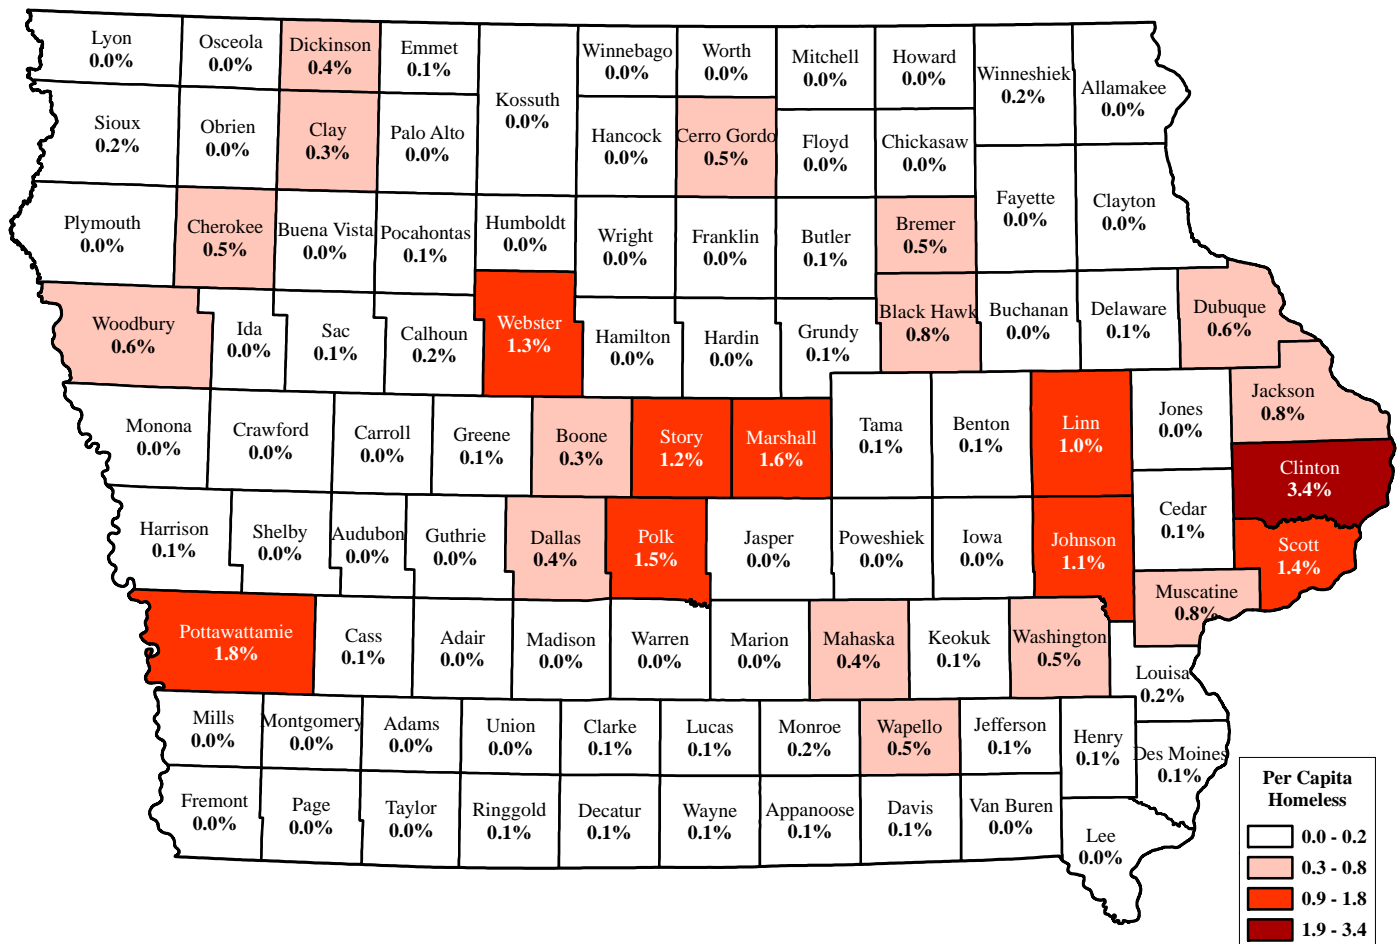 Lyon
0.0%
Osceola
0.0%
Dickinson
0.4%
Emmet
0.1%
Kossuth
0.0%
Winnebago
0.0%
Worth
0.0%
Mitchell
0.0%
Howard
0.0%
Winneshiek
0.2%
Allamakee
0.0%
Sioux
0.2%
Obrien
0.0%
Clay
0.3%
Palo Alto
0.0%
Hancock
0.0%
Cerro Gordo
0.5%
Floyd
0.0%
Chickasaw
0.0%
Plymouth
0.0%
Cherokee
0.5%
Buena Vista
0.0%
Pocahontas
0.1%
Humboldt
0.0%
Wright
0.0%
Franklin
0.0%
Butler
0.1%
Bremer
0.5%
Fayette
0.0%
Clayton
0.0%
Woodbury
0.6%
Ida
0.0%
Sac
0.1%
Calhoun
0.2%
Webster
1.3%
Hamilton
0.0%
Hardin
0.0%
Grundy
0.1%
Black Hawk
0.8%
Buchanan
0.0%
Delaware
0.1%
Dubuque
0.6%
Monona
0.0%
Crawford
0.0%
Carroll
0.0%
Greene
0.1%
Boone
0.3%
Story
1.2%
Marshall
1.6%
Tama
0.1%
Benton
0.1%
Linn
1.0%
Jones
0.0%
Jackson
0.8%
Clinton
3.4%
Harrison
0.1%
Shelby
0.0%
Audubon
0.0%
Guthrie
0.0%
Dallas
0.4%
Polk
1.5%
Jasper
0.0%
Poweshiek
0.0%
Iowa
0.0%
Johnson
1.1%
Cedar
0.1%
Scott
1.4%
Muscatine
0.8%
Pottawattamie
1.8%
Cass
0.1%
Adair
0.0%
Madison
0.0%
Warren
0.0%
Marion
0.0%
Mahaska
0.4%
Keokuk
0.1%
Washington
0.5%
Louisa
0.2%
Mills
0.0%
Montgomery
0.0%
Adams
0.0%
Union
0.0%
Clarke
0.1%
Lucas
0.1%
Monroe
0.2%
Wapello
0.5%
Jefferson
0.1%
Henry
0.1%
Des Moines
0.1%
Fremont
0.0%
Page
0.0%
Taylor
0.0%
Ringgold
0.1%
Decatur
0.1%
Wayne
0.1%
Appanoose
0.1%
Davis
0.1%
Van Buren
0.0%
Lee
0.0%
Per Capita
Homeless
0.0 - 0.2
0.3 - 0.8
0.9 - 1.8
1.9 - 3.4